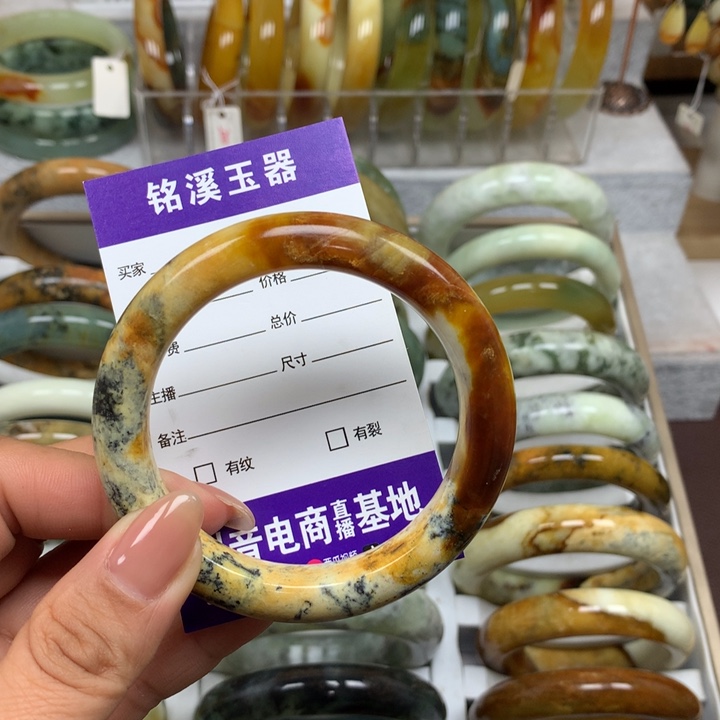 铭溪玉器
买家
价格
费
总价
主播
尺寸
备注
有纹
有裂
音电商直播基地